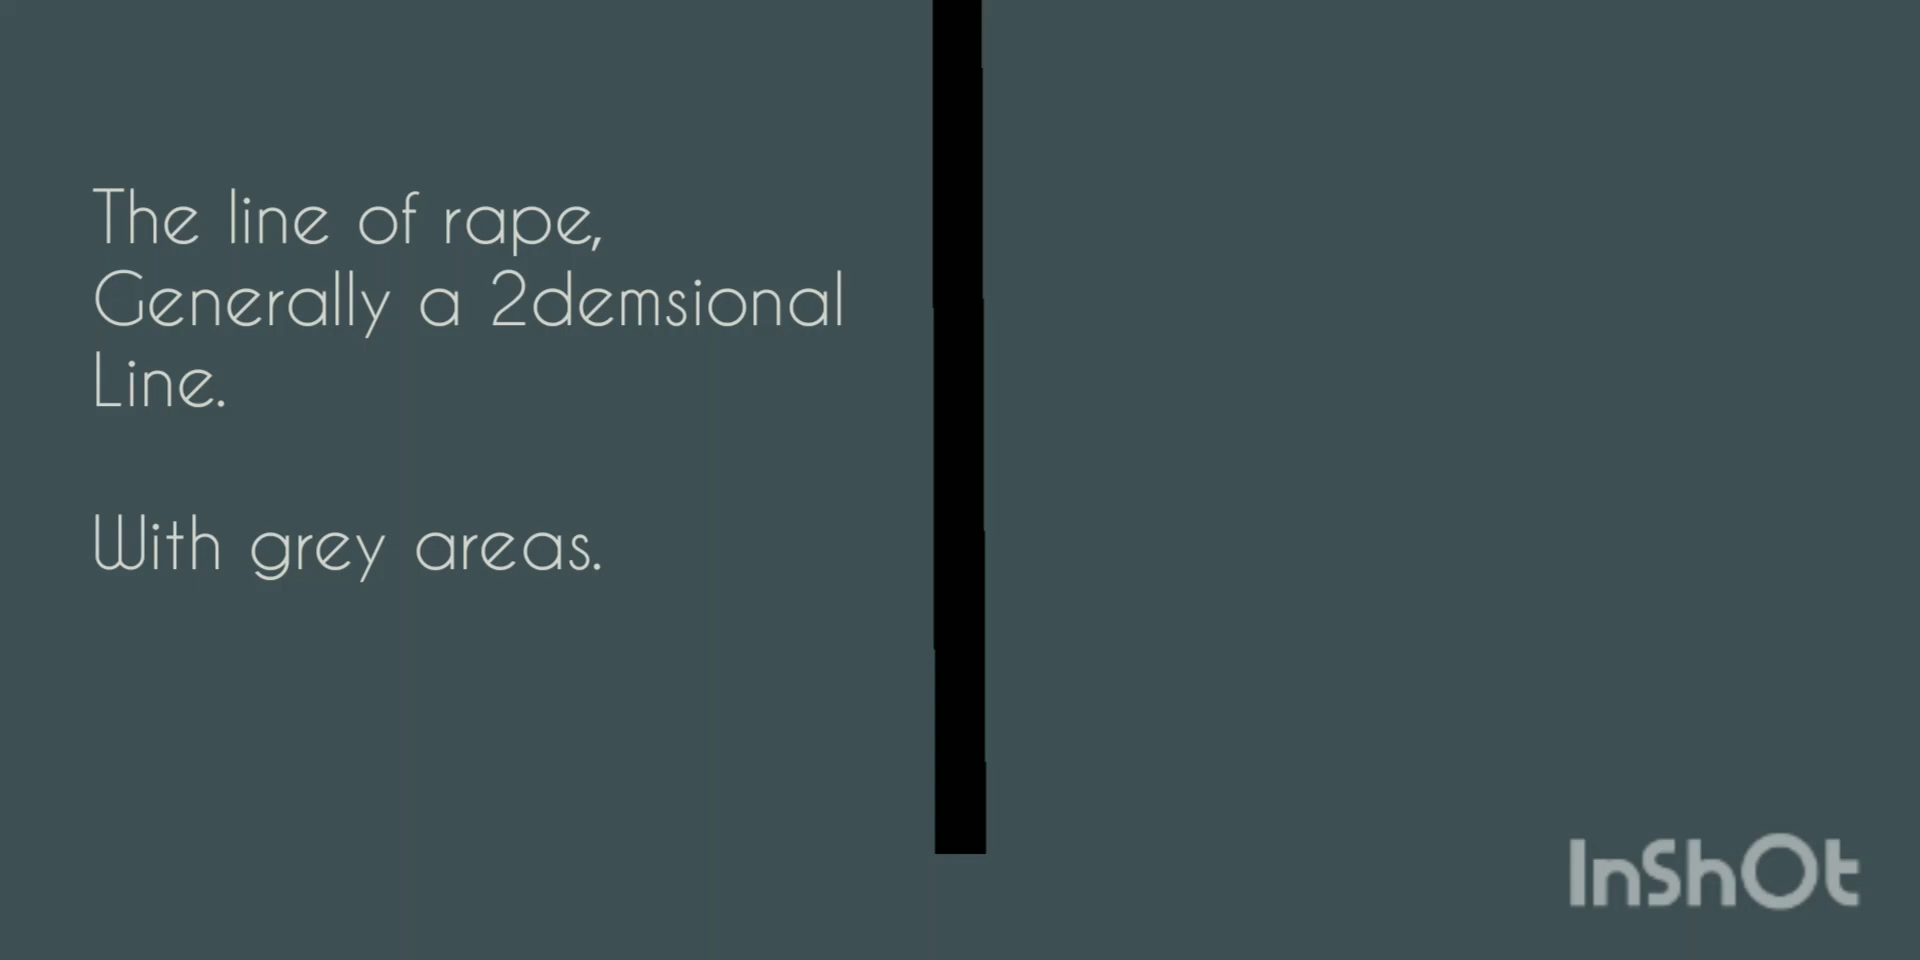 The line of rape,
Generally a 2demsional
Line.
With grey areas.
InShOt